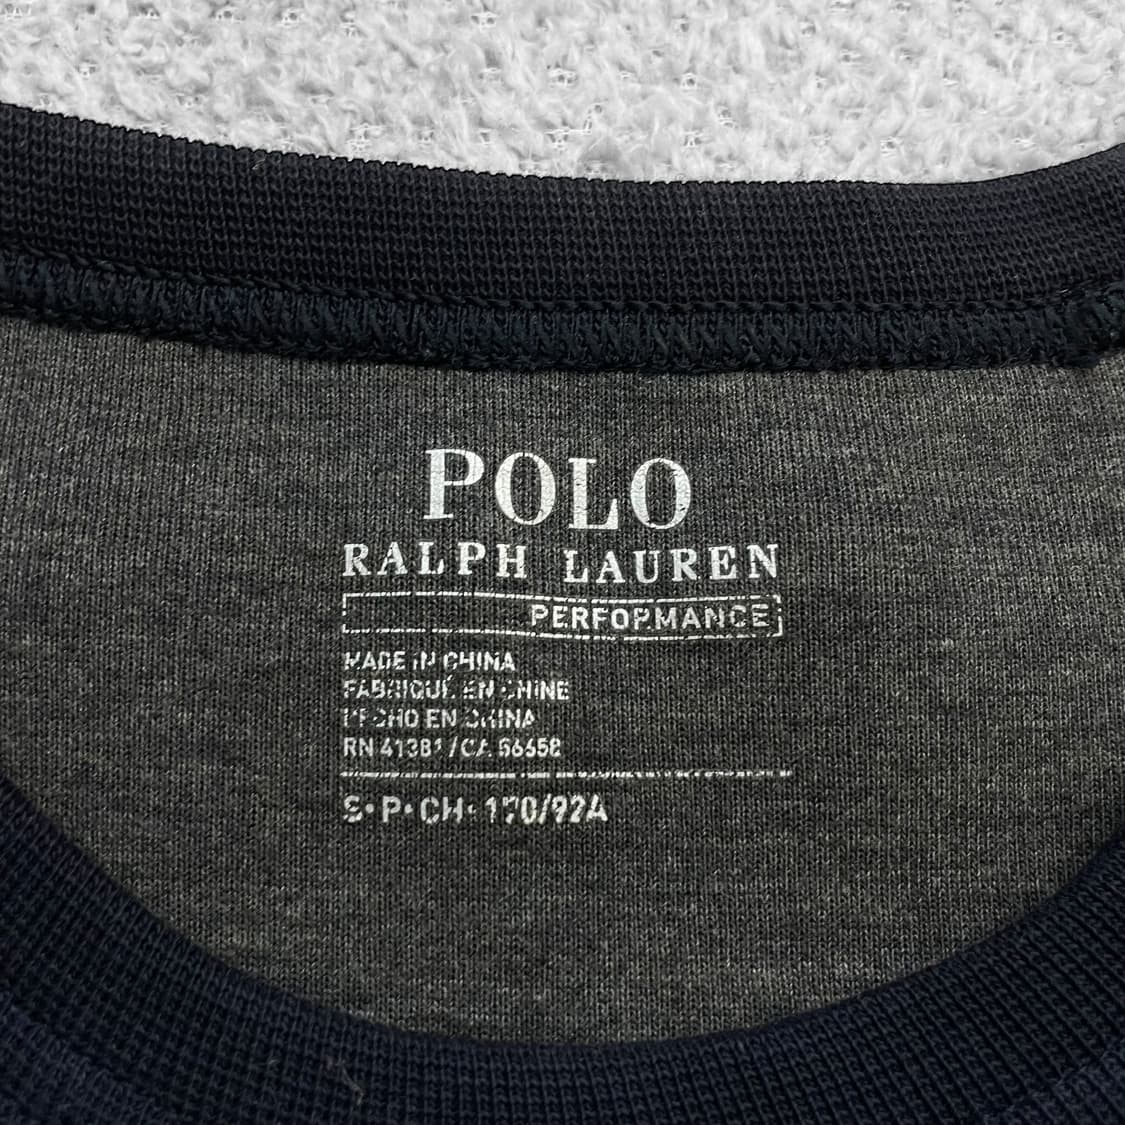 POLO
RALPH LAUREN
PERFORMANCE
MADE IN CHINA
FABRIQUÉ EN CHINE
HECHO EN CHINA
RN 41381 / CA 56658
S • P • CH • 170/92A